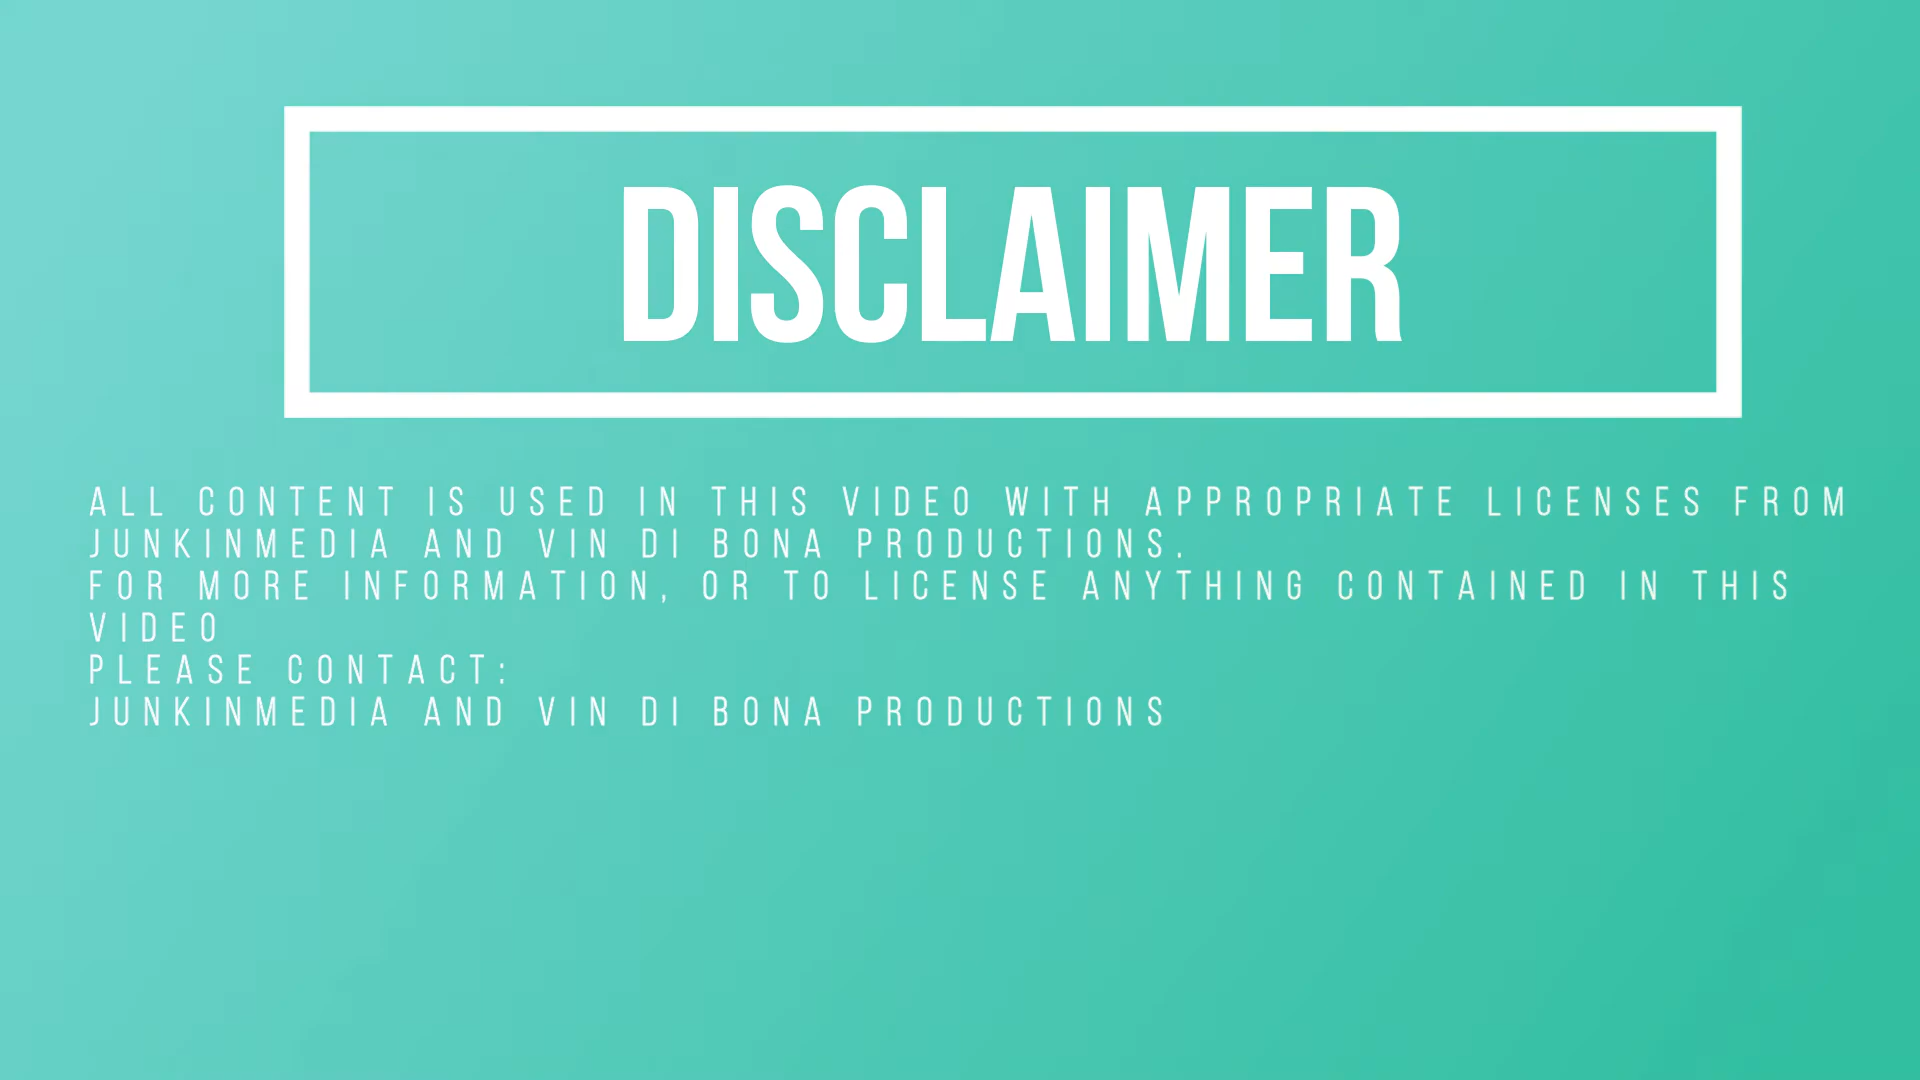 DISCLAIMER
ALL CONTENT IS USED IN THIS VIDEO WITH APPROPRIATE LICENSES FROM
JUNKINMEDIA AND VIN DI BONA PRODUCTIONS.
FOR MORE INFORMATION, OR TO LICENSE ANYTHING CONTAINED IN THIS
VIDEO
PLEASE CONTACT:
JUNKINMEDIA AND VIN DI BONA PRODUCTIONS